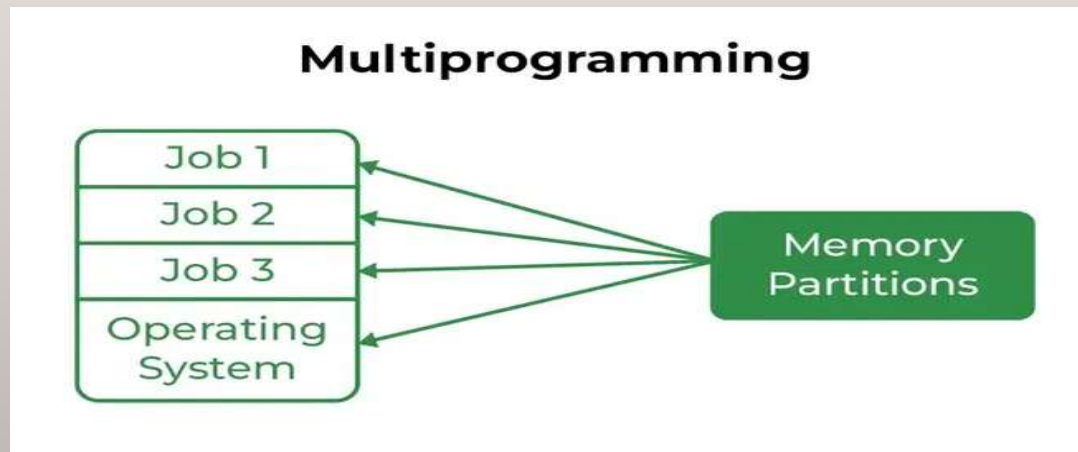 Multiprogramming
Job 1
Job 2
Job 3
Operating
System
Memory
Partitions